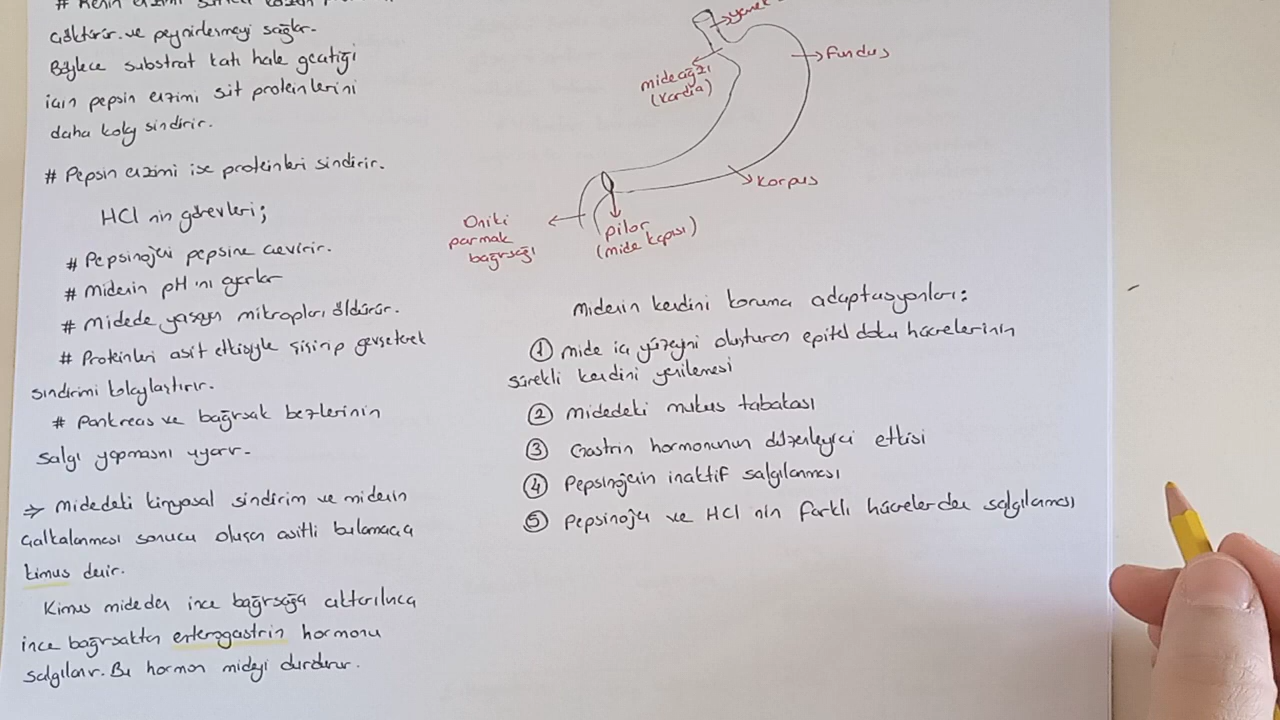 çöktürür. ve peynirleşmeyi sağlar.
Böylece substrat katı hale geçtiği
için pepsin enzimi süt proteinlerini
daha kolay sindirir.
# Pepsin enzimi ise proteinleri sindirir.
HCl nin görevleri;
# Pepsinojeni pepsine çevirir.
# Midenin pH'ını ayarlar
# Midede yaşayan mikropları öldürür.
# Proteinleri asit etkisiyle şişirip gevşeterek
sindirimi kolaylaştırır.
# Pankreas ve bağırsak bezlerinin
salgı yapmasını uyarır.
⇒ Midedeki kimyasal sindirim ve midenin
çalkalanması sonucu oluşan asitli bulamaca
kimus denir.
Kimus mideden ince bağırsağa aktarılınca
ince bağırsaktan enterogastrin hormonu
salgılanır. Bu hormon mideyi durdurur.
yemek
mide ağzı
(kardia)
Fundus
Korpus
Oniki
parmak
bağırsağı
pilor
(mide kapısı)
Midenin kendini koruma adaptasyonları:
① mide iç yüzeyini oluşturan epitel doku hücrelerinin
sürekli kendini yenilemesi
② midedeki mukus tabakası
③ Gastrin hormonunun düzenleyici etkisi
④ Pepsinojenin inaktif salgılanması
⑤ Pepsinojen ve HCl nin farklı hücrelerden salgılanması